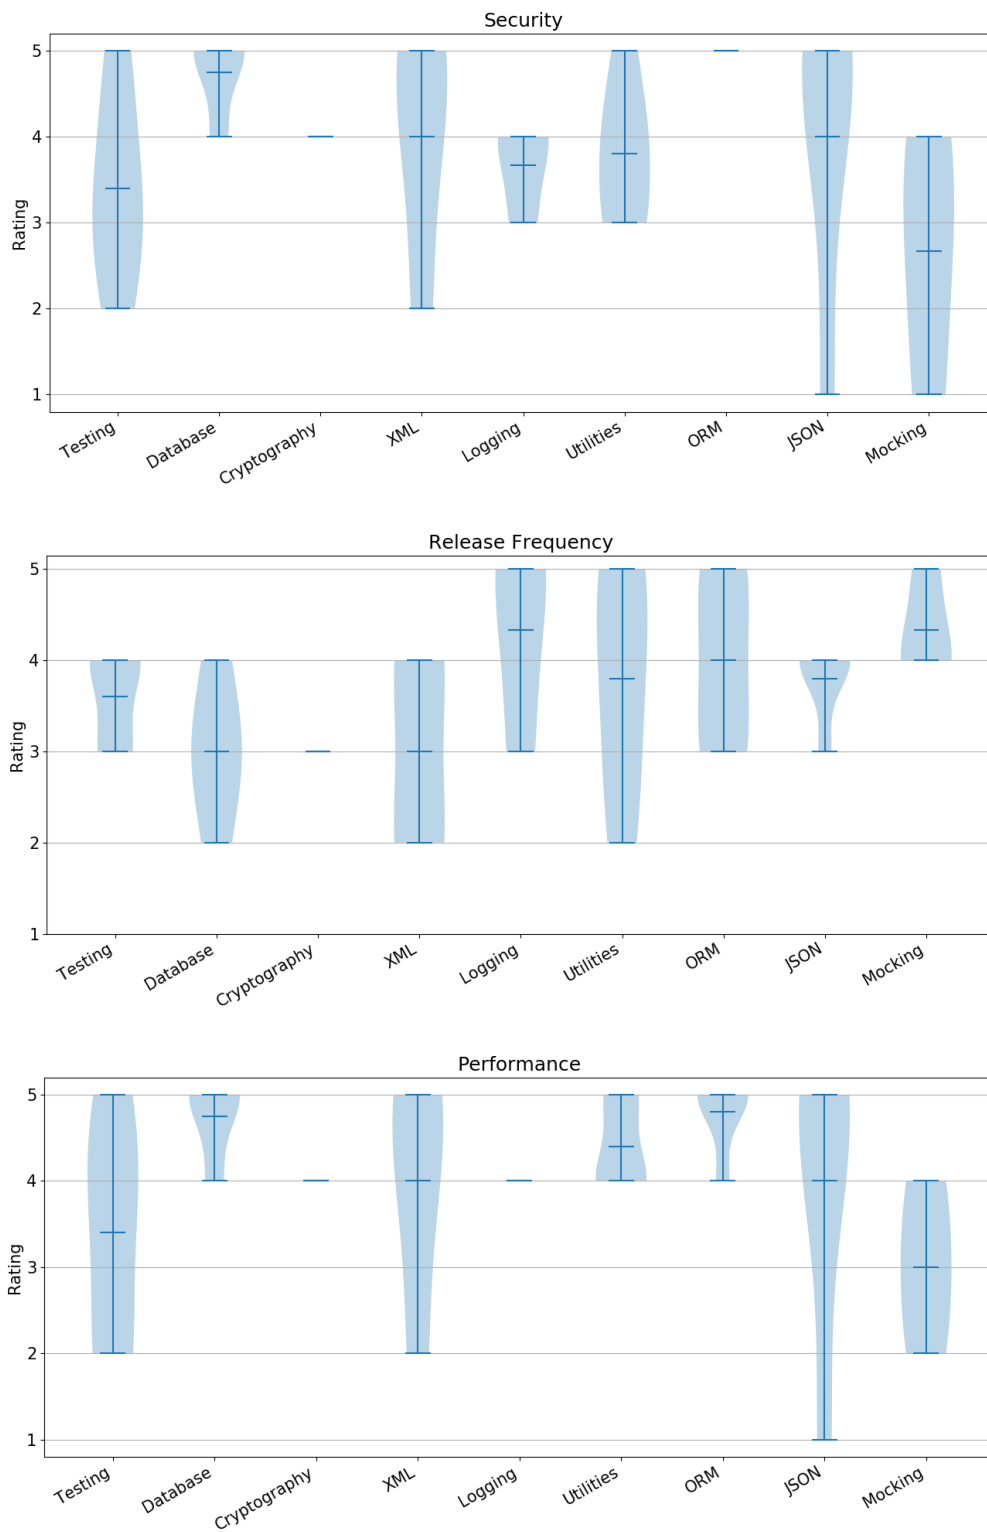 Security
5
4
3
2
1
Rating
Testing Database Cryptography XML Logging Utilities ORM JSON Mocking
Release Frequency
5
4
3
2
1
Rating
Testing Database Cryptography XML Logging Utilities ORM JSON Mocking
Performance
5
4
3
2
1
Rating
Testing Database Cryptography XML Logging Utilities ORM JSON Mocking